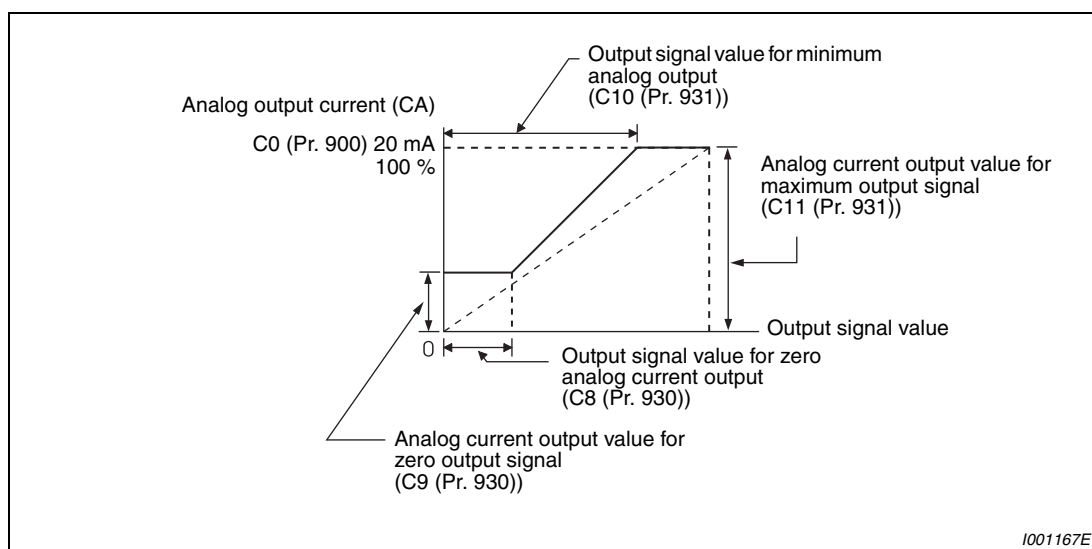 Output signal value for minimum
analog output
(C10 (Pr. 931))
Analog output current (CA)
C0 (Pr. 900) 20 mA
100 %
Analog current output value for
maximum output signal
(C11 (Pr. 931))
Output signal value
0
Output signal value for zero
analog current output
(C8 (Pr. 930))
Analog current output value for
zero output signal
(C9 (Pr. 930))
I001167E